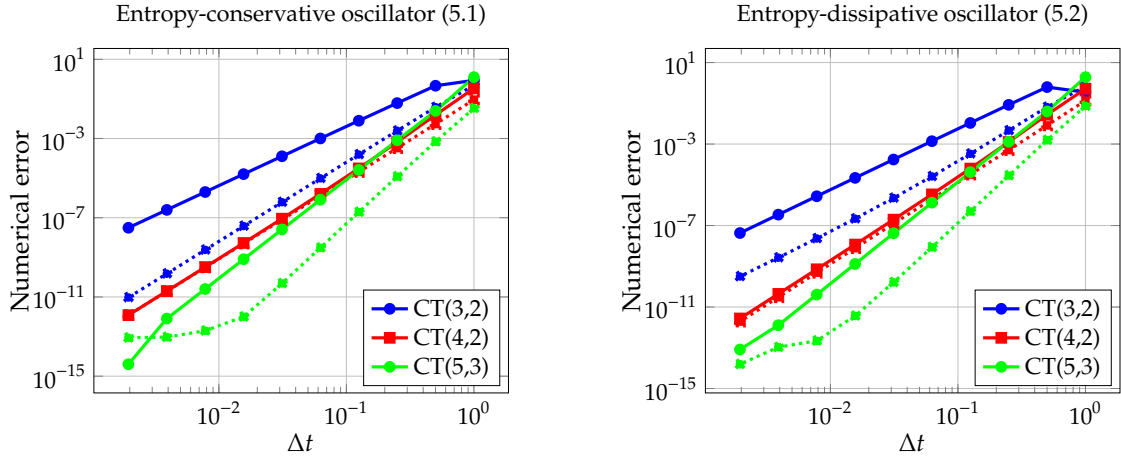 Entropy-conservative oscillator (5.1)
Numerical error
10^1
10^−3
10^−7
10^−11
10^−15
10^−2
10^−1
10^0
Δt
CT(3,2)
CT(4,2)
CT(5,3)
Entropy-dissipative oscillator (5.2)
Numerical error
10^1
10^−3
10^−7
10^−11
10^−15
10^−2
10^−1
10^0
Δt
CT(3,2)
CT(4,2)
CT(5,3)